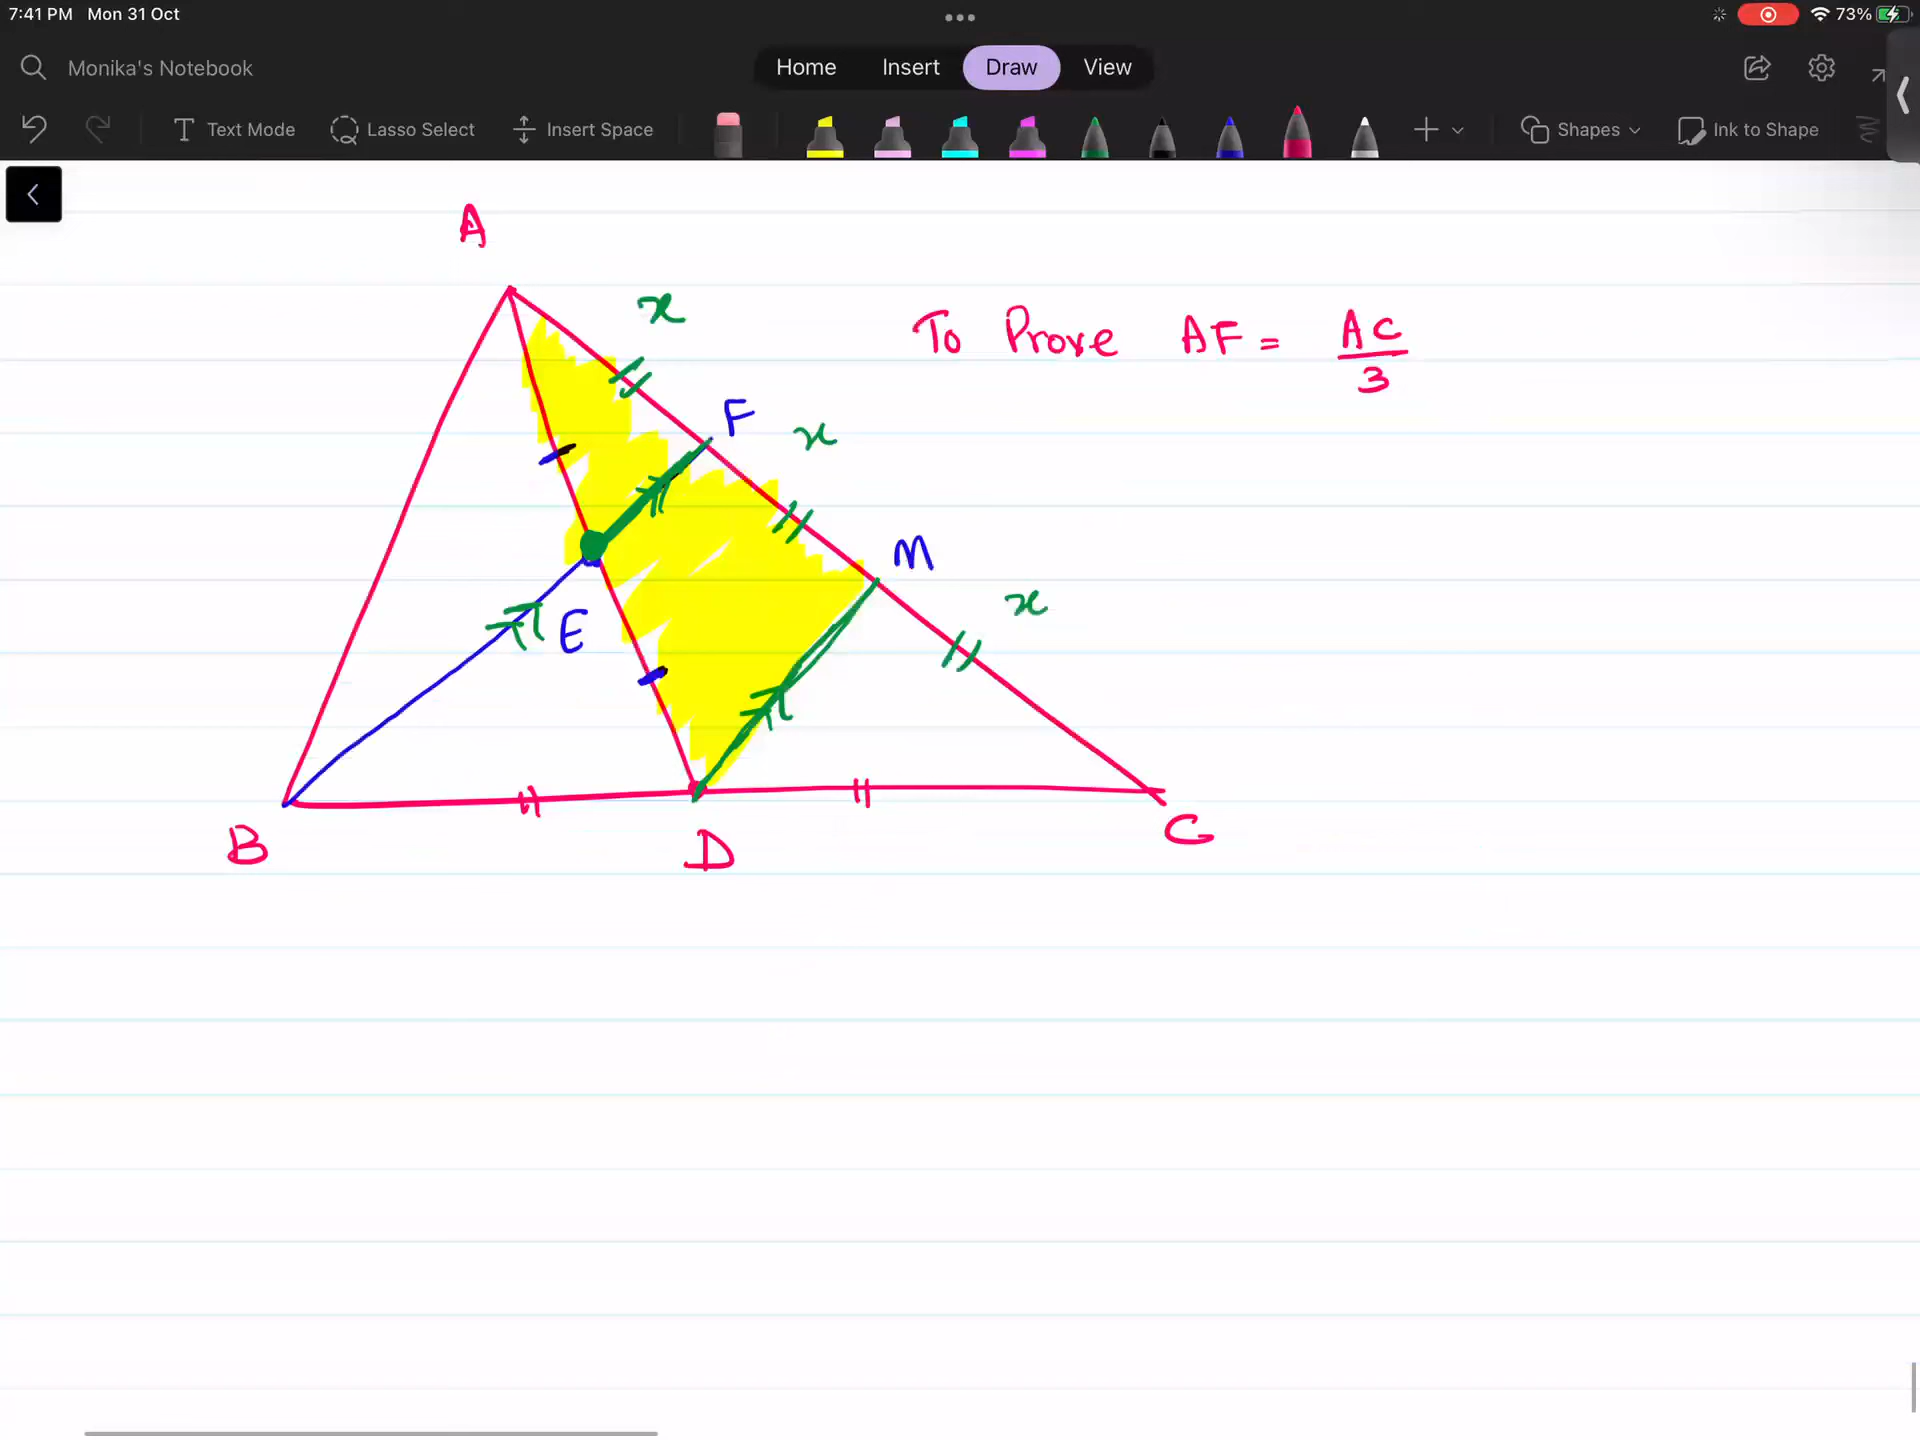 7:41 PM Mon 31 Oct
73%
Monika's Notebook
Home Insert Draw View
Text Mode Lasso Select Insert Space
Shapes Ink to Shape
A
x
To Prove AF = AC/3
F
x
M
x
E
B
D
C